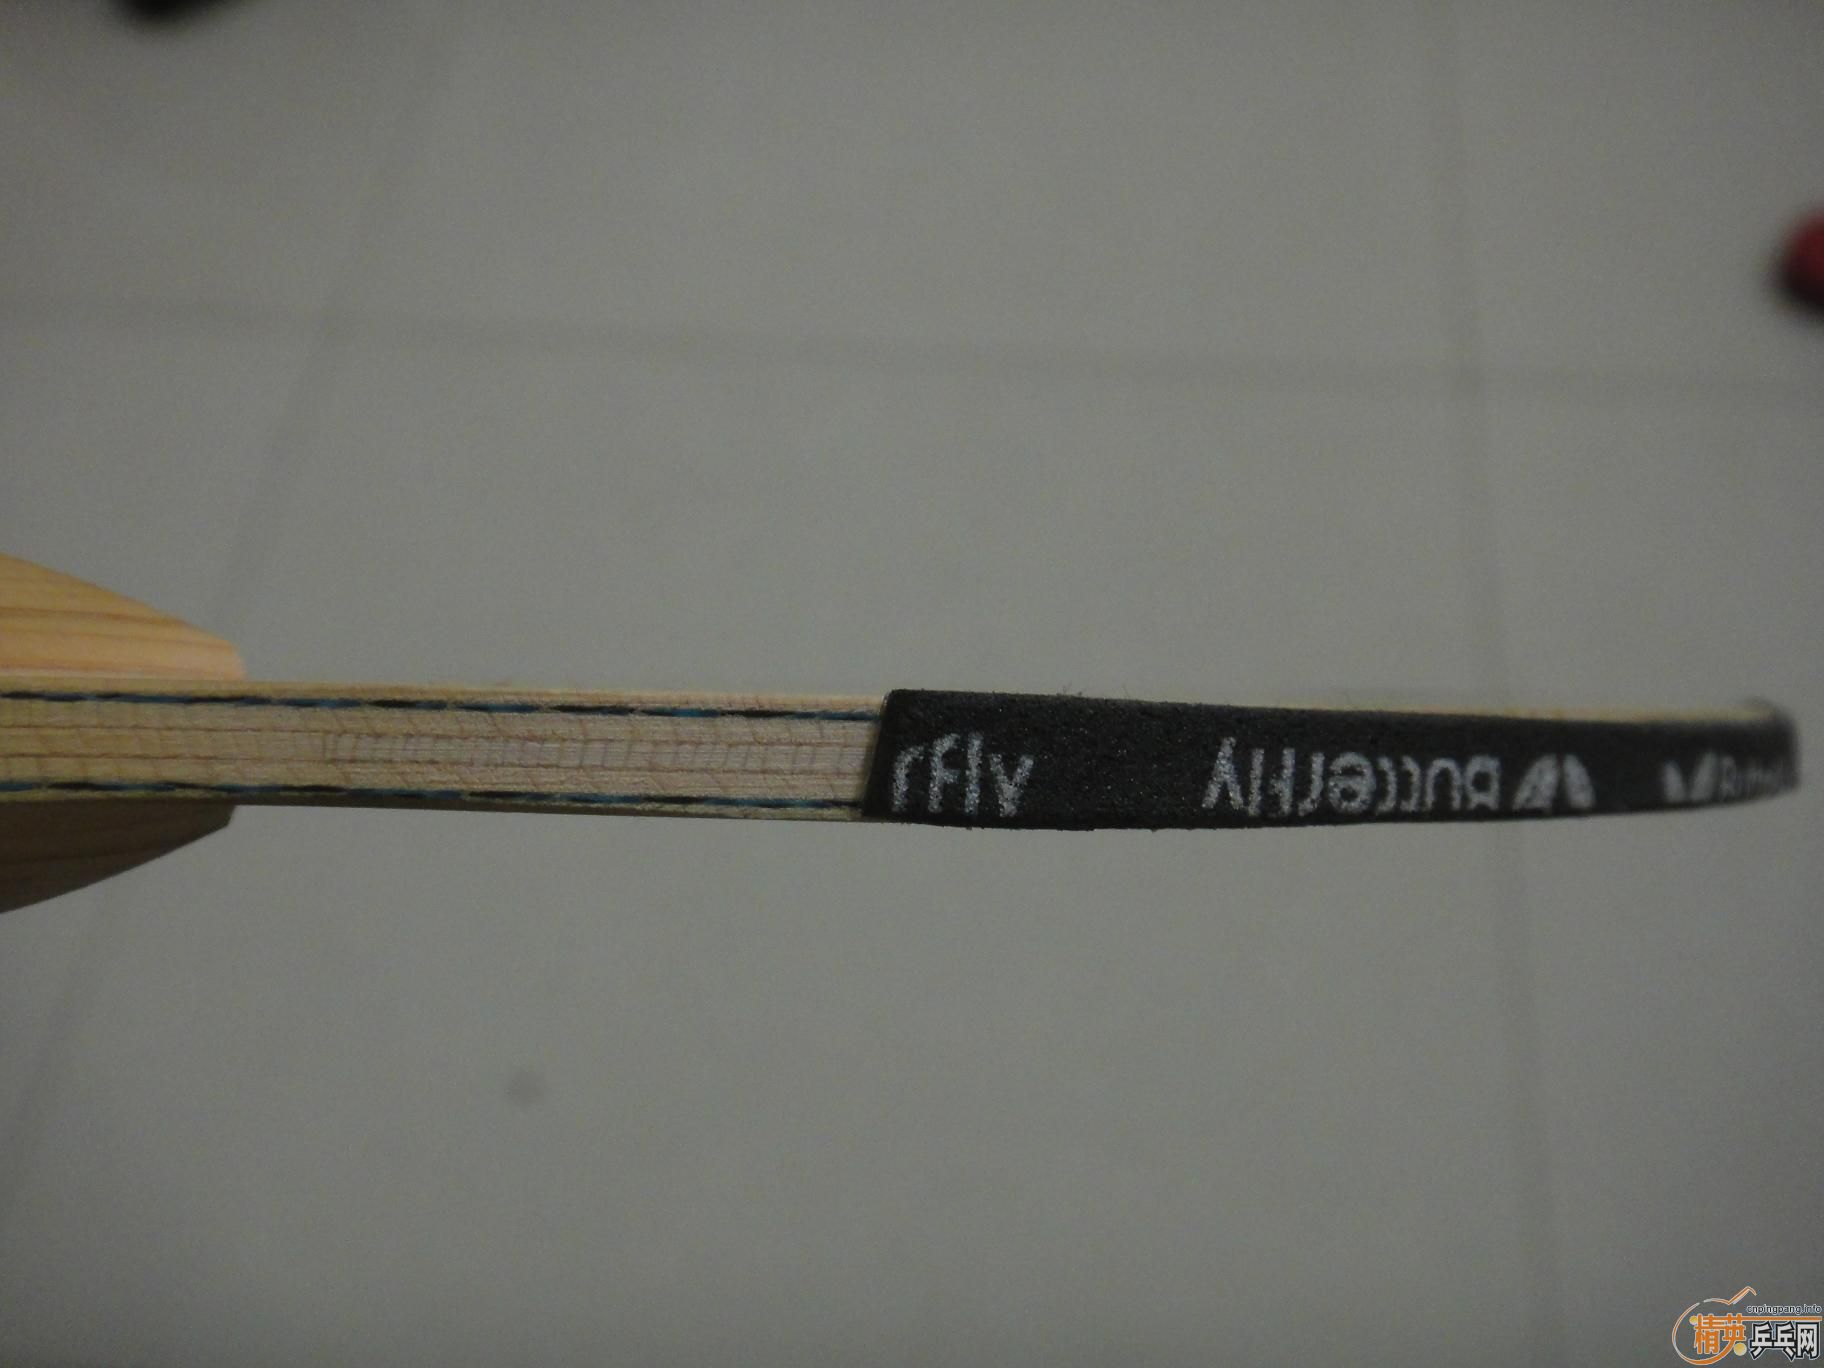 rfly
Butterfly
cnpingpang.info
精英乒乓网